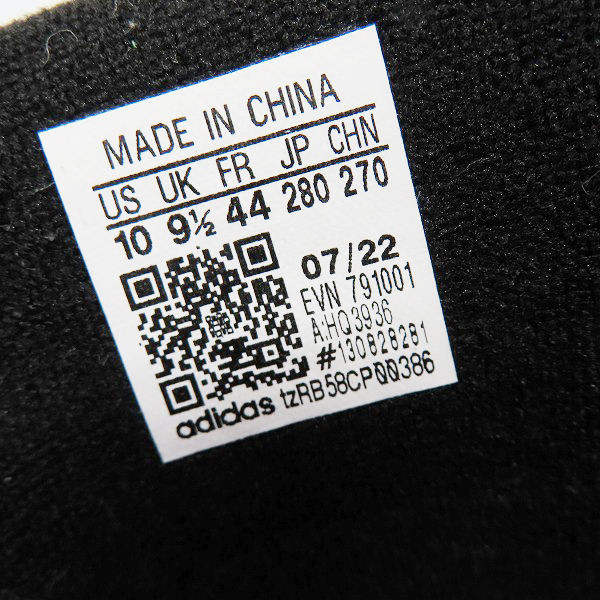 MADE IN CHINA
US UK FR JP CHN
10 9½ 44 280 270
07/22
EVN 791001
A:HQ3936
#130828281
adidas tzRB58CP00386